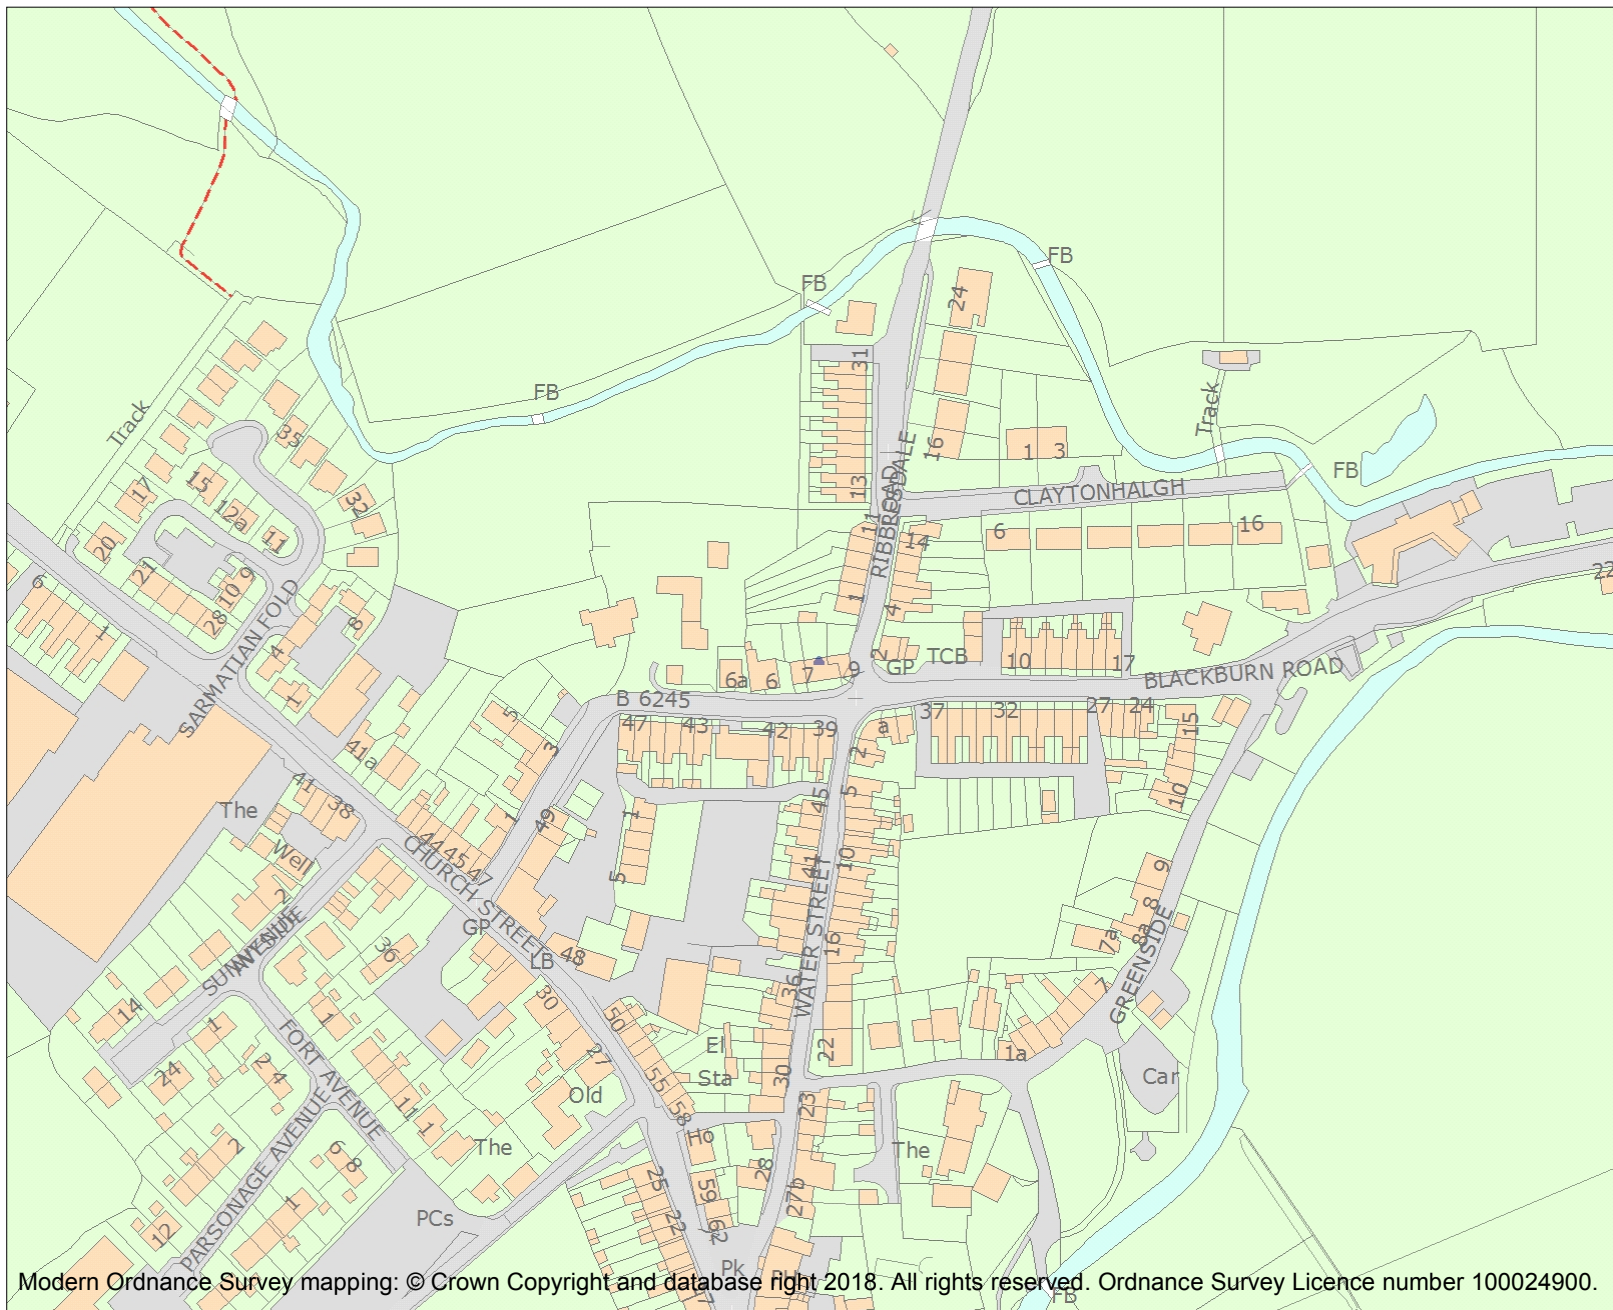 FB
FB
24
31
FB
Track
Track
35
16
1 3
FB
15
17
13
32
12a
CLAYTONHALGH
RIBBLESDALE
ROAD
11
16
6
14
11
20
22
6
21
9
10
1
4
28
8
1
SARMATIAN FOLD
4
2
GP
TCB
10
17
9
7
6
6a
BLACKBURN ROAD
1
B 6245
5
47
43
42
39
a
37
32
27
24
15
3
2
41a
41
38
The
45
5
10
1
49
1
44
45
47
CHURCH STREET
Well
41
10
9
5
2
WATER STREET
8
GP
SUNNYSIDE
AVENUE
36
16
7a
8a
LB
48
GREENSIDE
36
7
30
14
1
1
50
FORT AVENUE
22
El
Sta
1a
27
24
2
4
55
30
Car
Old
23
11
58
1
Ho
The
The
2
6
8
28
25
59
27b
1
PARSONAGE AVENUE
PCs
22
62
12
Pk
PH
17
FB
Modern Ordnance Survey mapping: © Crown Copyright and database right 2018. All rights reserved. Ordnance Survey Licence number 100024900.